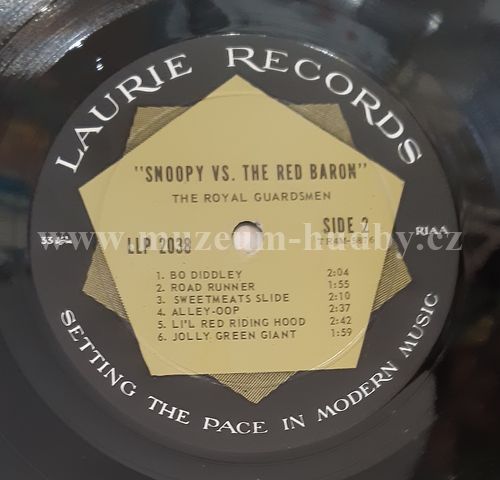 LAURIE RECORDS
"SNOOPY VS. THE RED BARON"
THE ROYAL GUARDSMEN
SIDE 2
LLP 2038
33 1/3
RIAA
www.muzeum-hudby.cz
1. BO DIDDLEY 2:04
2. ROAD RUNNER 1:55
3. SWEETMEATS SLIDE 2:10
4. ALLEY-OOP 2:37
5. LI'L RED RIDING HOOD 2:42
6. JOLLY GREEN GIANT 1:59
SETTING THE PACE IN MODERN MUSIC